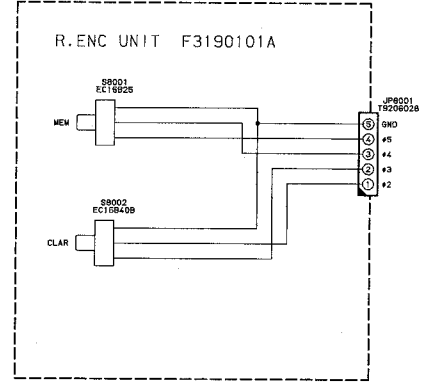 R.ENC UNIT F3190101A
S8001
EC16B25
MEM
JP8001
T9206028
5 GND
4 #5
3 #4
2 #3
1 #2
S8002
EC16B40B
CLAR